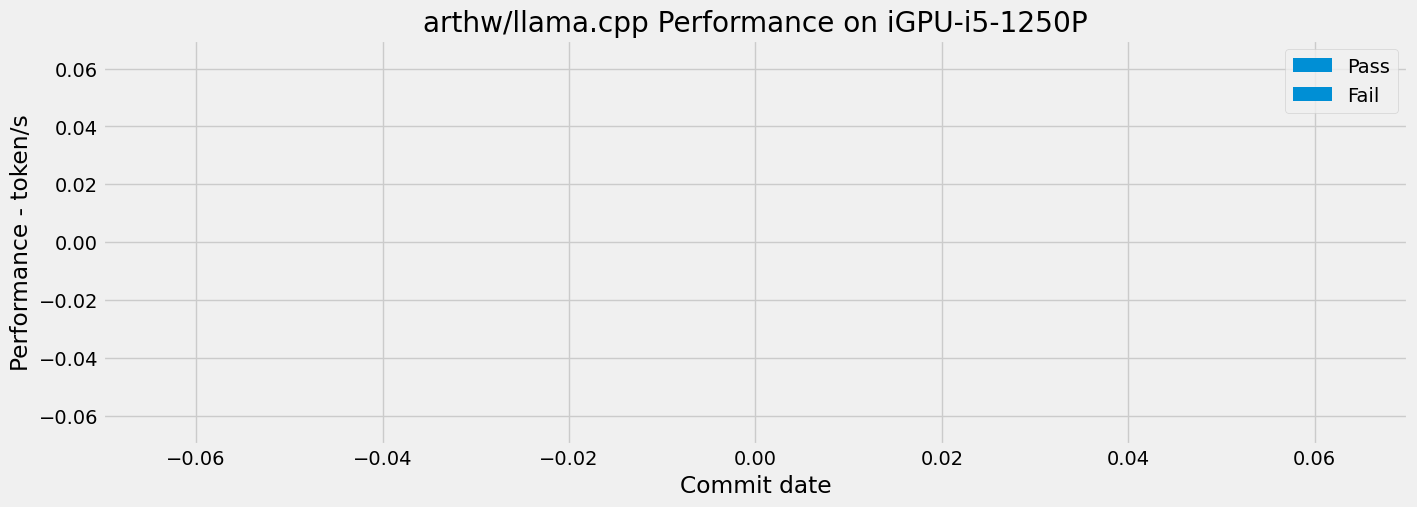 arthw/llama.cpp Performance on iGPU-i5-1250P
Pass
Fail
Performance - token/s
0.06
0.04
0.02
0.00
−0.02
−0.04
−0.06
−0.06 −0.04 −0.02 0.00 0.02 0.04 0.06
Commit date